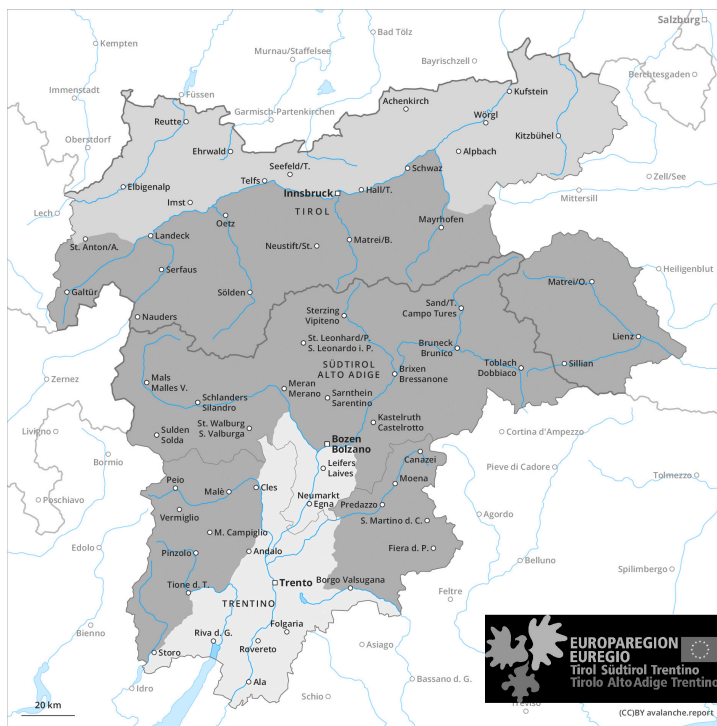 Salzburg
Kempten
Bad Tölz
Murnau/Staffelsee
Bayrischzell
Berchtesgaden
Immenstadt
Füssen
Achenkirch
Kufstein
Garmisch-Partenkirchen
Reutte
Wörgl
Oberstdorf
Ehrwald
Kitzbühel
Alpbach
Seefeld/T.
Schwaz
Zell/See
Telfs
Elbigenalp
Innsbruck
Hall/T.
Mittersill
Imst
TIROL
Lech
Oetz
Mayrhofen
Landeck
Matrei/B.
St. Anton/A.
Neustift/St.
Serfaus
Heiligenblut
Galtür
Sölden
Matrei/O.
Nauders
Sand/T.
Campo Tures
Sterzing
Vipiteno
Lienz
St. Leonhard/P.
S. Leonardo i. P.
Bruneck
Brunico
Sillian
SÜDTIROL
ALTO ADIGE
Toblach
Dobbiaco
Zernez
Mals
Malles V.
Meran
Merano
Brixen
Bressanone
Schlanders
Silandro
Sarnthein
Sarentino
St. Walburg
S. Valburga
Kastelruth
Castelrotto
Livigno
Sulden
Solda
Bozen
Bolzano
Cortina d'Ampezzo
Bormio
Canazei
Pieve di Cadore
Leifers
Laives
Tolmezzo
Peio
Malè
Cles
Moena
Poschiavo
Neumarkt
Egna
Predazzo
Vermiglio
Agordo
S. Martino d. C.
M. Campiglio
Edolo
Pinzolo
Andalo
Fiera d. P.
Belluno
Spilimbergo
Tione d. T.
Trento
Borgo Valsugana
Feltre
TRENTINO
Bienno
Folgaria
Riva d. G.
Rovereto
Asiago
Storo
Ala
Bassano d. G.
Idro
Schio
Treviso
EUROPAREGION
EUREGIO
Tirol Südtirol Trentino
Tirolo Alto Adige Trentino
20 km
(CC)BY avalanche.report